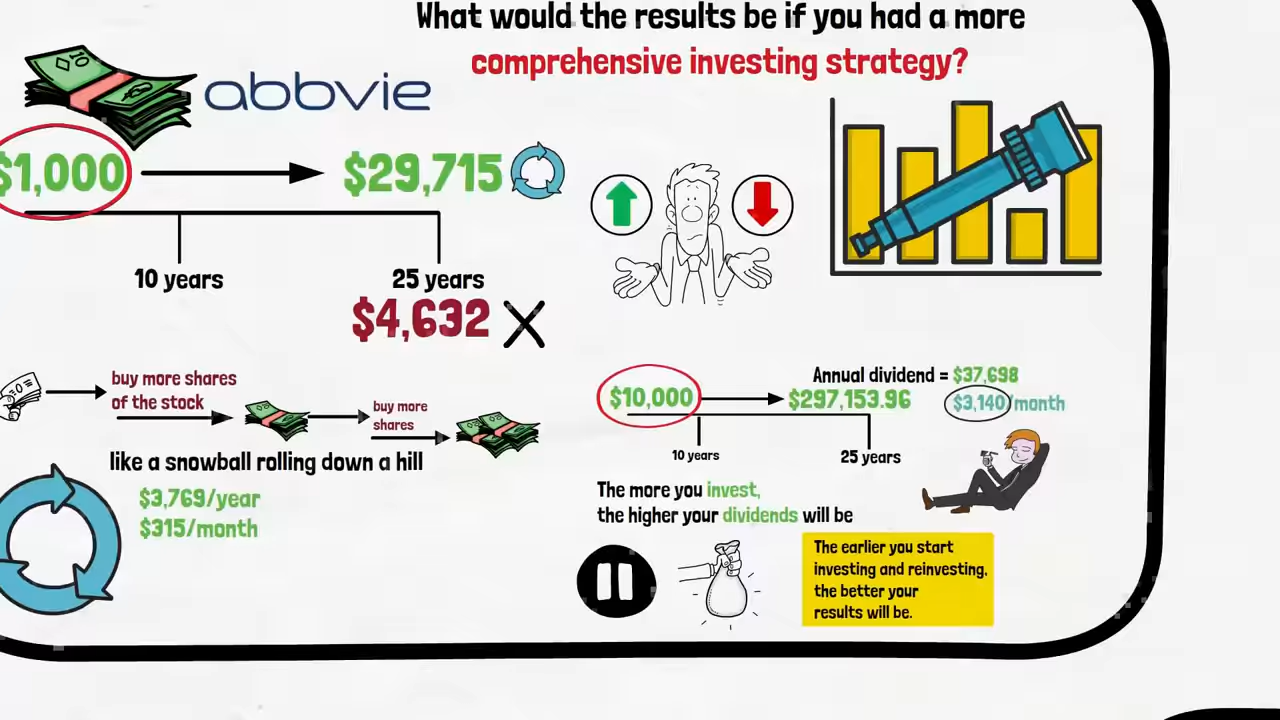 What would the results be if you had a more
comprehensive investing strategy?
abbvie
$1,000
$29,715
10 years
25 years
$4,632
buy more shares
of the stock
buy more
shares
like a snowball rolling down a hill
$3,769/year
$315/month
Annual dividend = $37,698
$10,000
$297,153.96
$3,140/month
10 years
25 years
The more you invest,
the higher your dividends will be
The earlier you start
investing and reinvesting,
the better your
results will be.